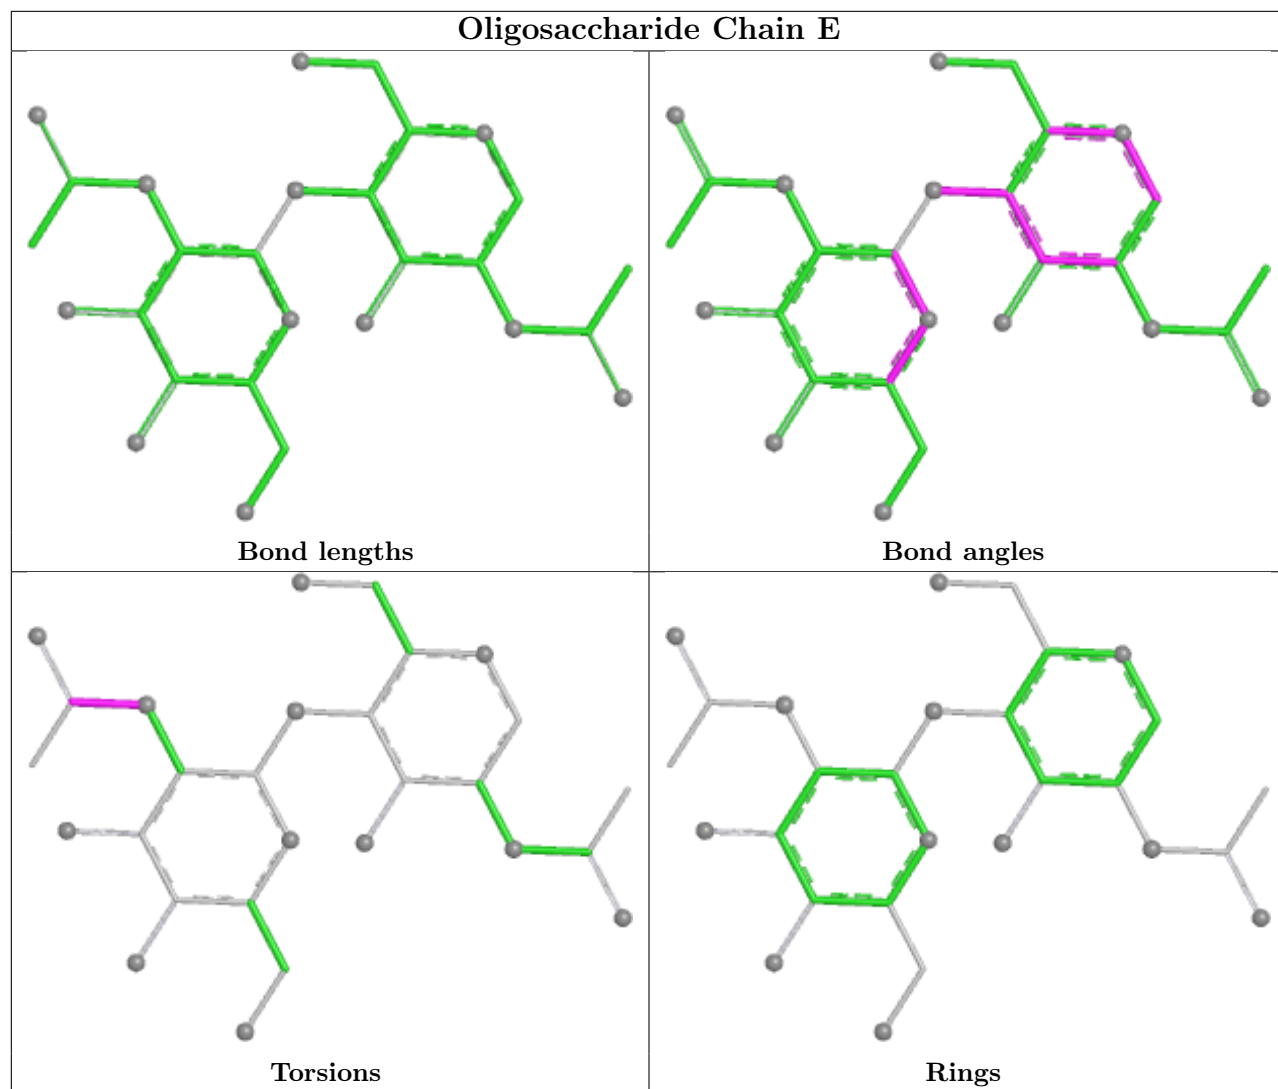 Oligosaccharide Chain E
Bond lengths
Bond angles
Torsions
Rings